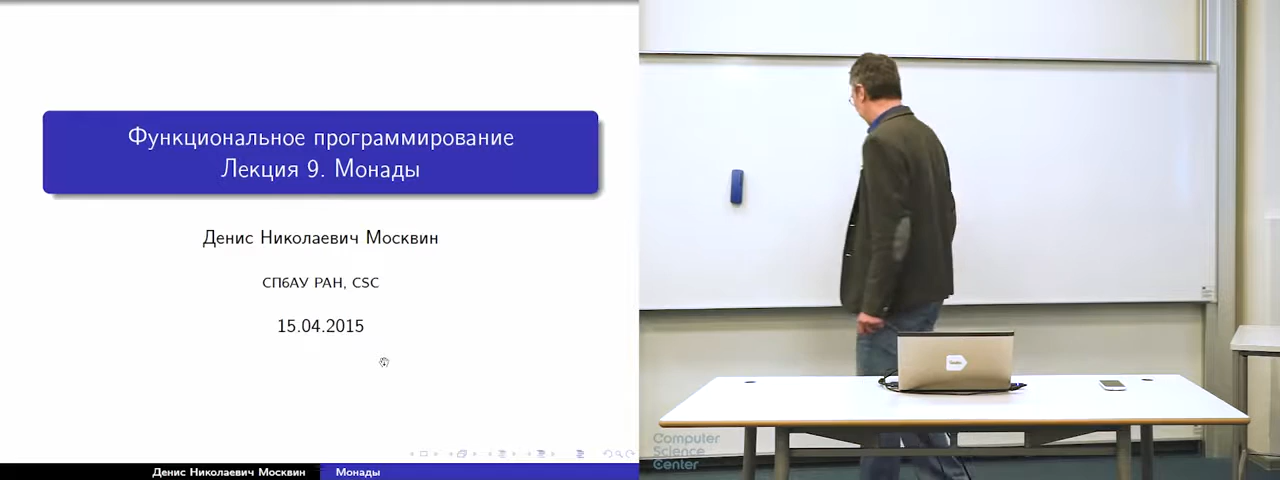 Функциональное программирование
Лекция 9. Монады
Денис Николаевич Москвин
СПбАУ РАН, CSC
15.04.2015
Денис Николаевич Москвин
Монады
Computer
Science
Center